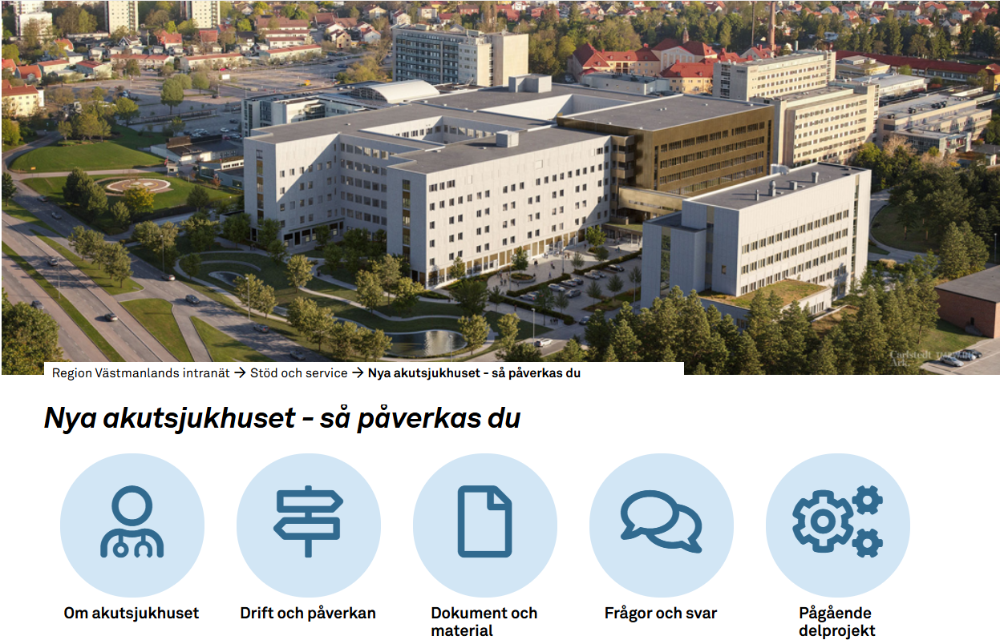 Carlstedt
Ark.
Region Västmanlands intranät → Stöd och service → Nya akutsjukhuset - så påverkas du
Nya akutsjukhuset - så påverkas du
Om akutsjukhuset
Drift och påverkan
Dokument och
material
Frågor och svar
Pågående
delprojekt